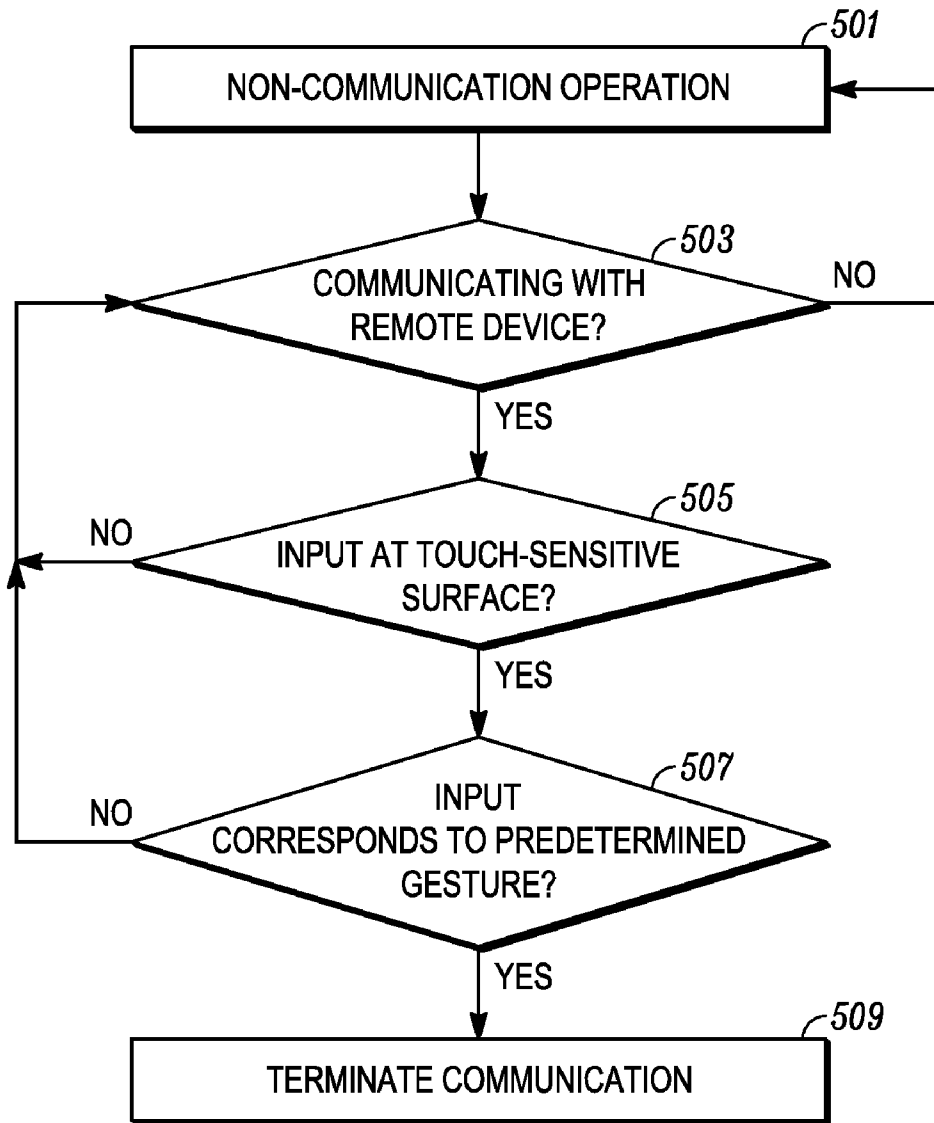 501
NON-COMMUNICATION OPERATION
503
COMMUNICATING WITH
REMOTE DEVICE?
NO
YES
505
NO
INPUT AT TOUCH-SENSITIVE
SURFACE?
YES
507
NO
INPUT
CORRESPONDS TO PREDETERMINED
GESTURE?
YES
509
TERMINATE COMMUNICATION